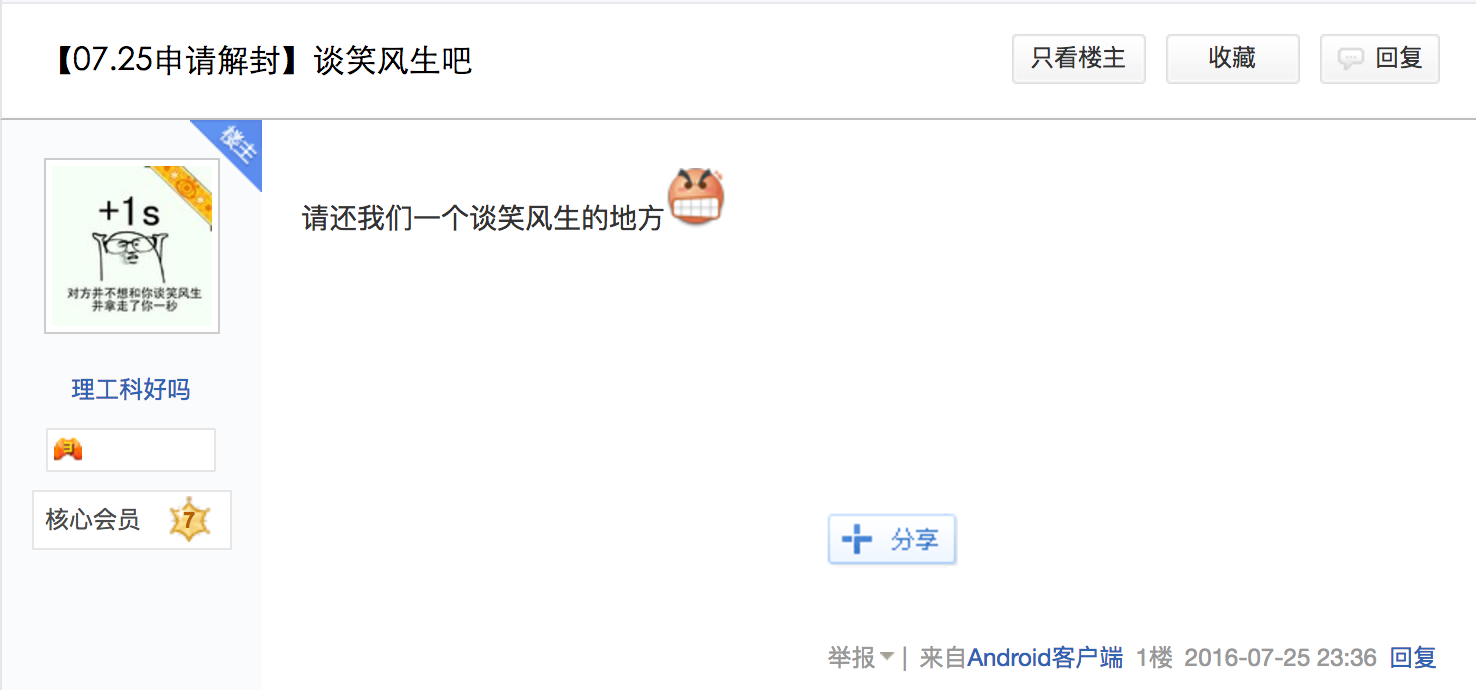 【07.25申请解封】谈笑风生吧
只看楼主
收藏
回复
楼主
+1s
对方并不想和你谈笑风生
并拿走了你一秒
请还我们一个谈笑风生的地方
理工科好吗
核心会员
7
分享
举报 | 来自Android客户端 1楼 2016-07-25 23:36 回复